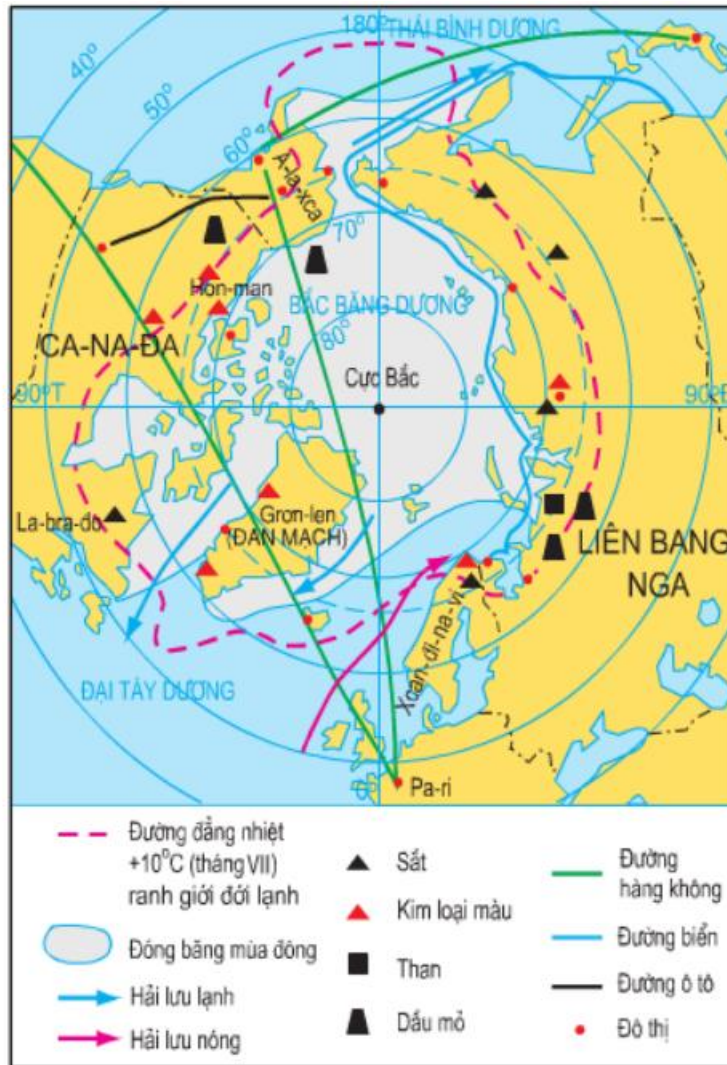 180°
THÁI BÌNH DƯƠNG
40°
50°
60°
A-la-xca
70°
Hôn-man
BẮC BĂNG DƯƠNG
80°
CA-NA-ĐA
Cực Bắc
90°T
90°Đ
La-bra-đo
Grơn-len
(ĐAN MẠCH)
LIÊN BANG
NGA
Xcan-đi-na-vi
ĐẠI TÂY DƯƠNG
0°
Pa-ri
Đường đẳng nhiệt
+10°C (tháng VII)
ranh giới đới lạnh
Đóng băng mùa đông
Hải lưu lạnh
Hải lưu nóng
Sắt
Kim loại màu
Than
Dầu mỏ
Đường
hàng không
Đường biển
Đường ô tô
Đô thị